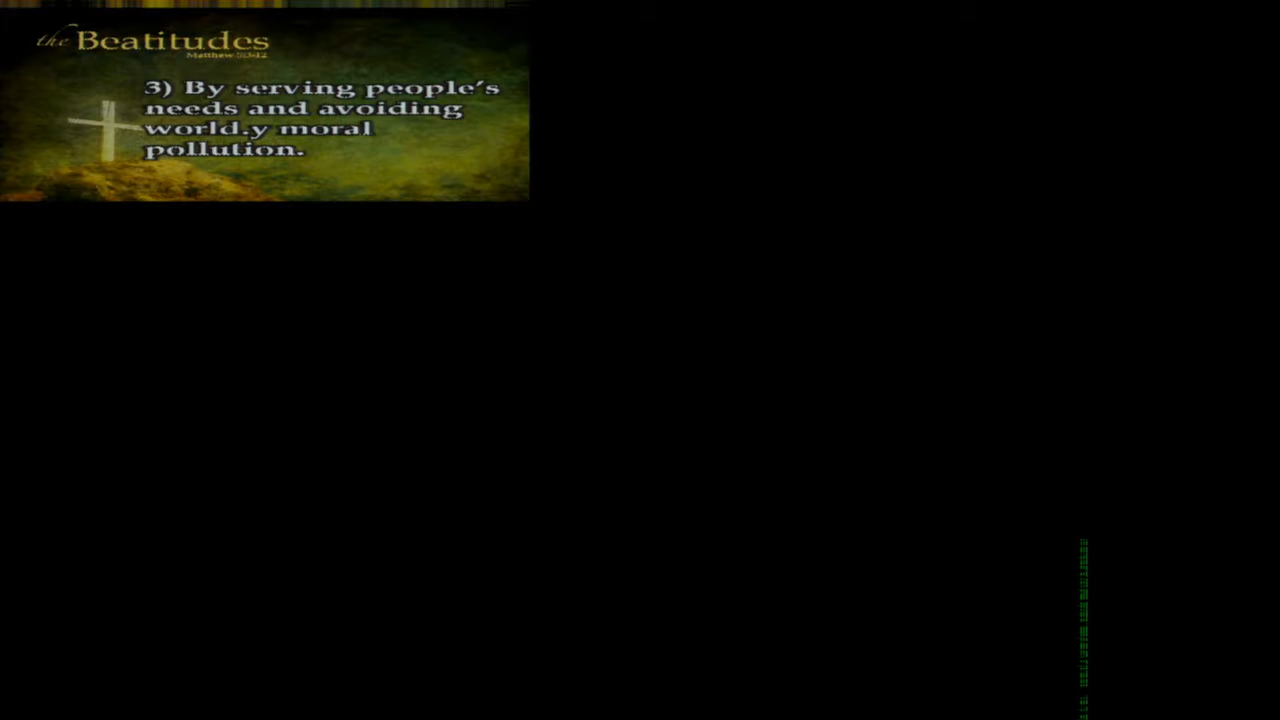 the Beatitudes
Matthew 5:3-12
3) By serving people's
needs and avoiding
world.y moral
pollution.